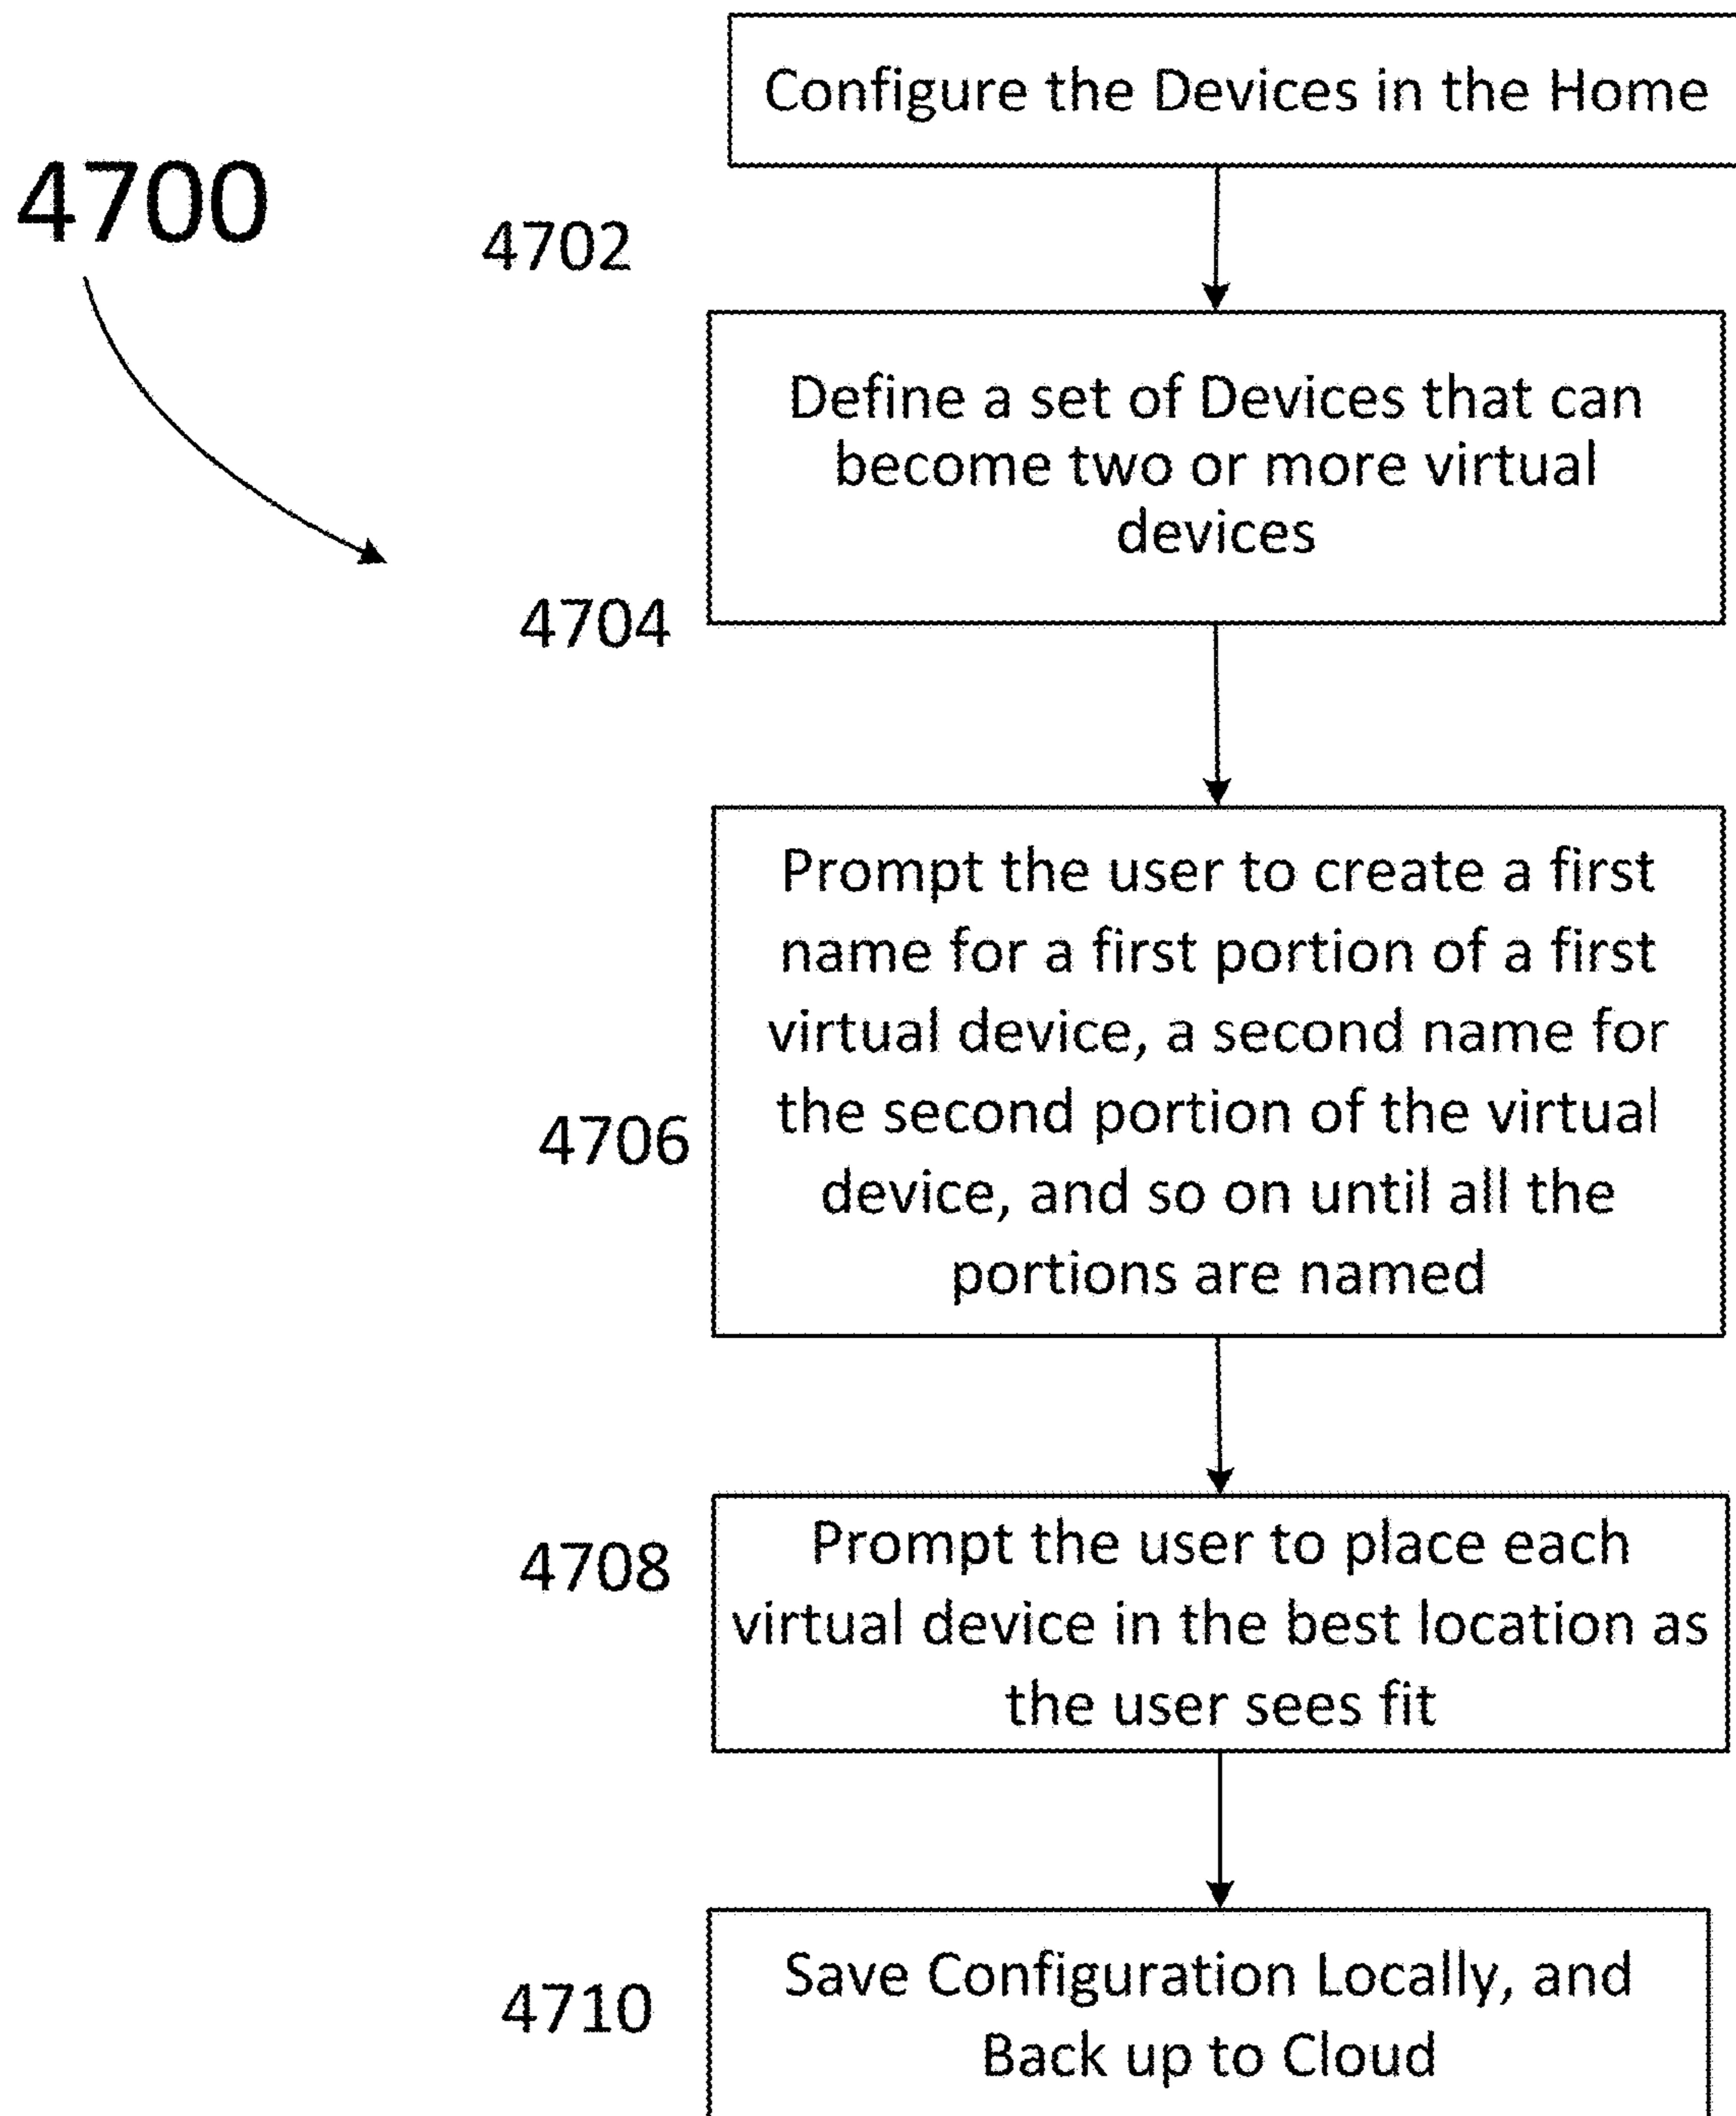 Configure the Devices in the Home
4700
4702
Define a set of Devices that can
become two or more virtual
devices
4704
Prompt the user to create a first
name for a first portion of a first
virtual device, a second name for
the second portion of the virtual
device, and so on until all the
portions are named
4706
Prompt the user to place each
virtual device in the best location as
the user sees fit
4708
Save Configuration Locally, and
Back up to Cloud
4710